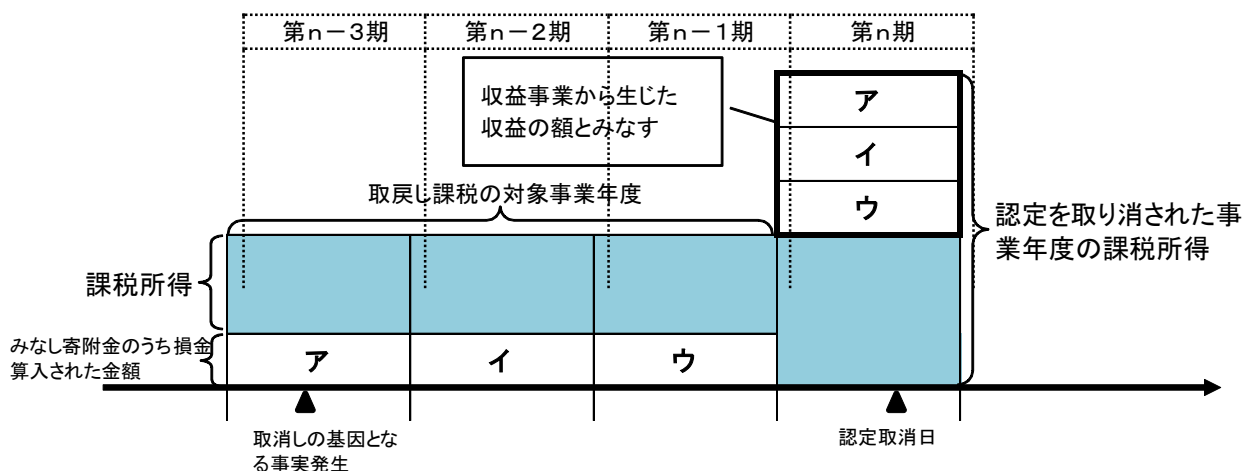 第ｎ－３期
第ｎ－２期
第ｎ－１期
第ｎ期
収益事業から生じた
収益の額とみなす
ア
イ
ウ
取戻し課税の対象事業年度
認定を取り消された事
業年度の課税所得
課税所得
みなし寄附金のうち損金
算入された金額
ア
イ
ウ
取消しの基因とな
る事実発生
認定取消日